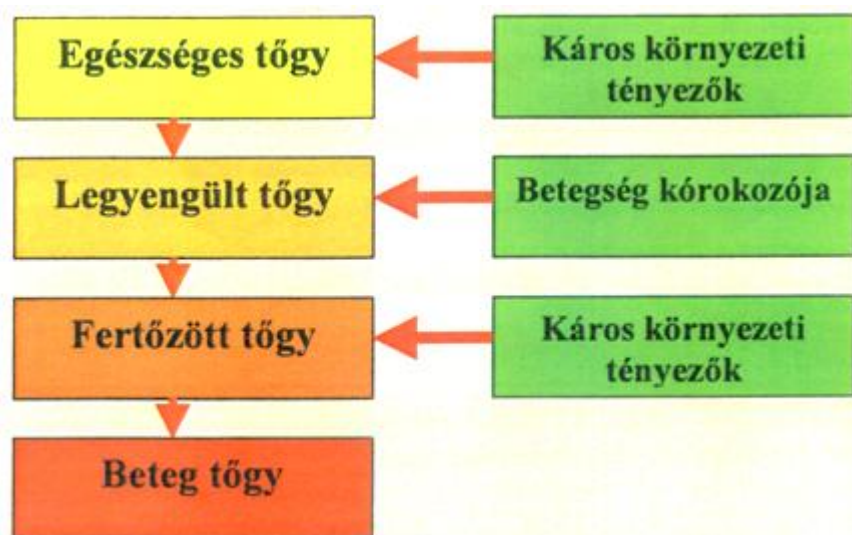 Egészséges tőgy
Káros környezeti
tényezők
Legyengült tőgy
Betegség kórokozója
Fertőzött tőgy
Káros környezeti
tényezők
Beteg tőgy